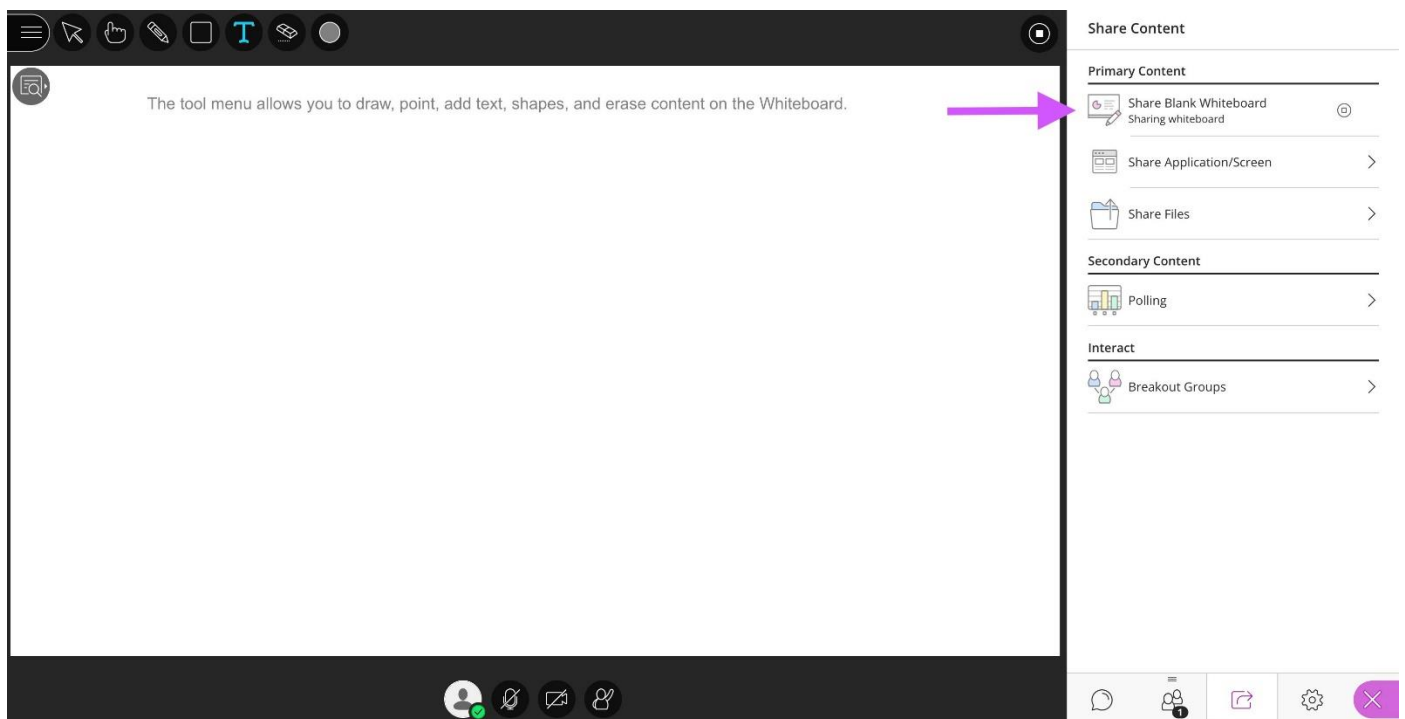 T
Share Content
The tool menu allows you to draw, point, add text, shapes, and erase content on the Whiteboard.
Primary Content
Share Blank Whiteboard
Sharing whiteboard
Share Application/Screen
Share Files
Secondary Content
Polling
Interact
Breakout Groups
1